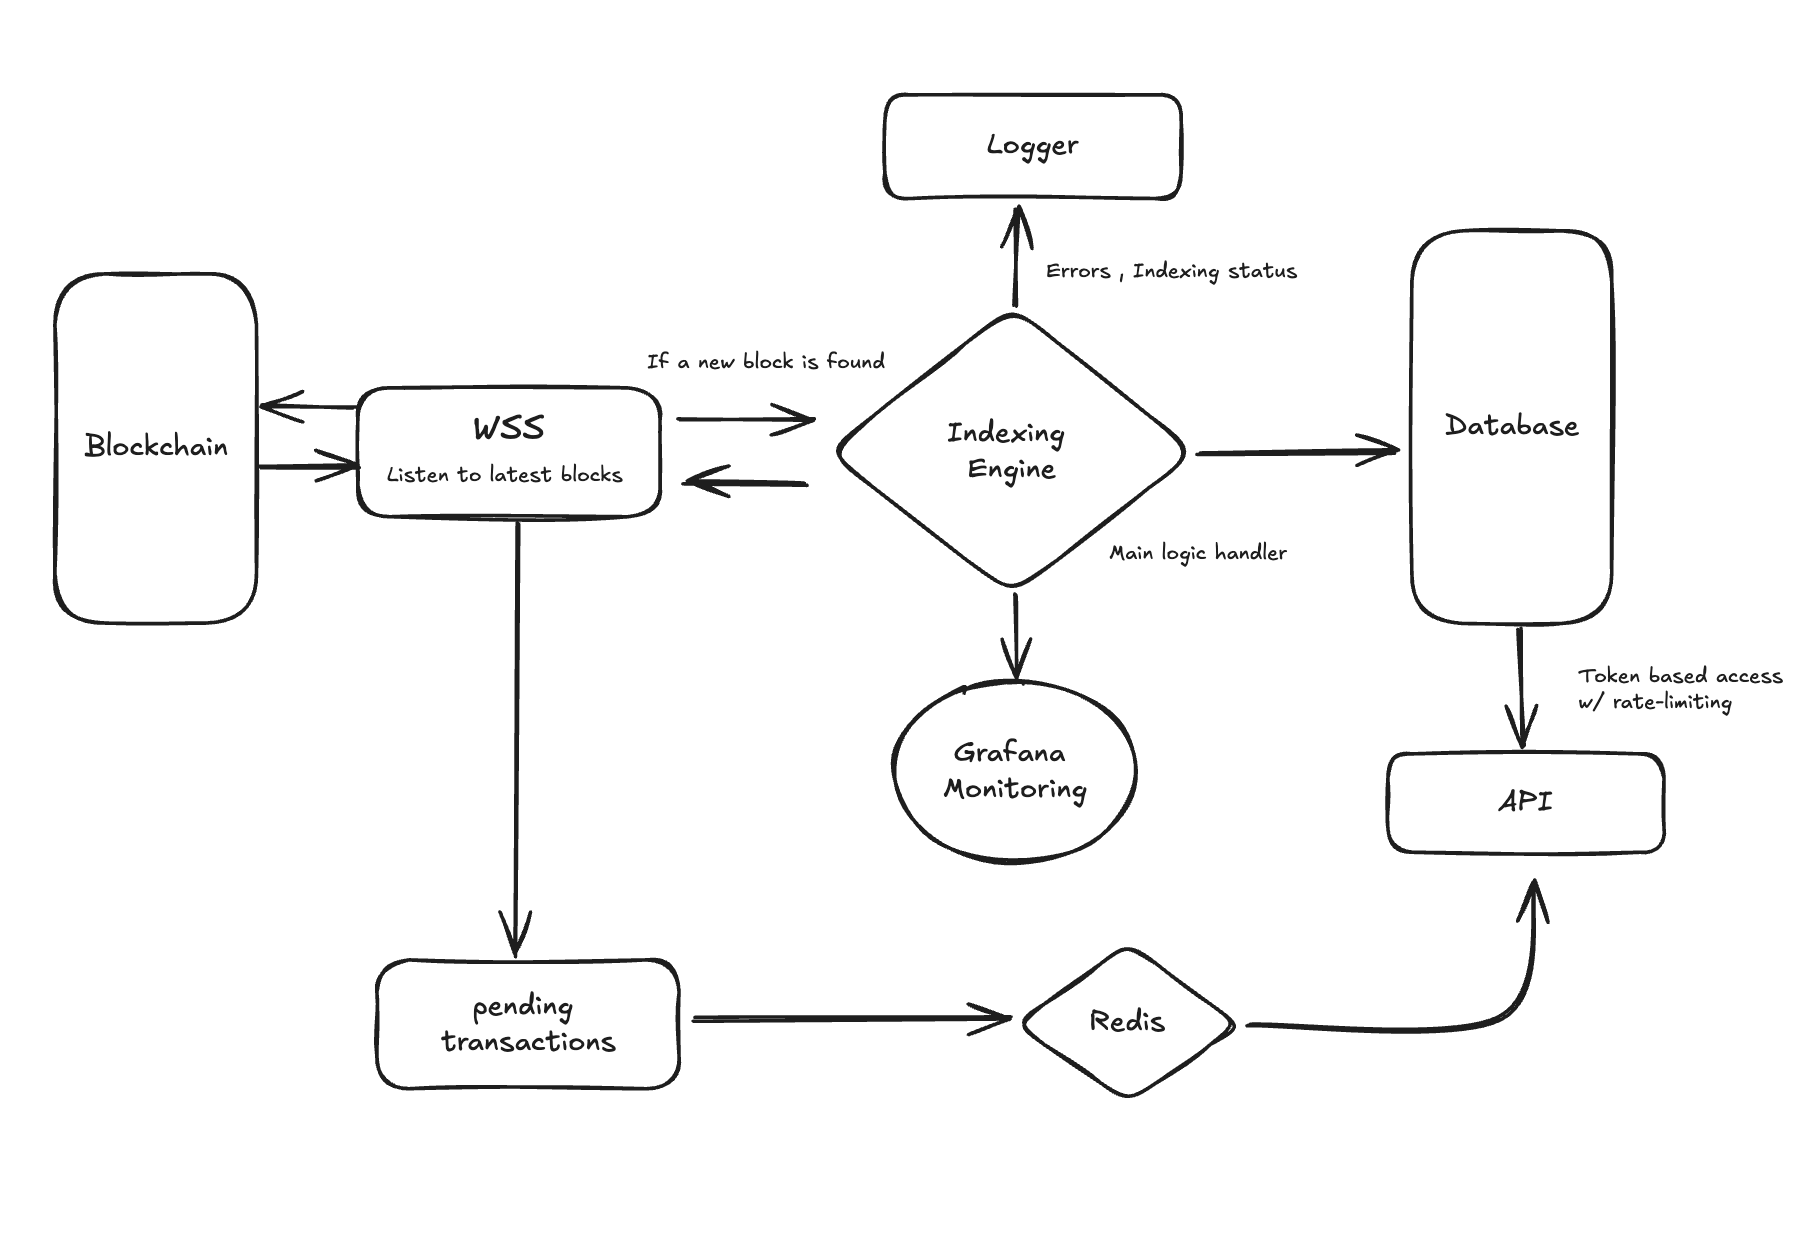 Logger
Errors , Indexing status
If a new block is found
Blockchain
WSS
Listen to latest blocks
Indexing
Engine
Database
Main logic handler
Token based access
w/ rate-limiting
Grafana
Monitoring
API
pending
transactions
Redis